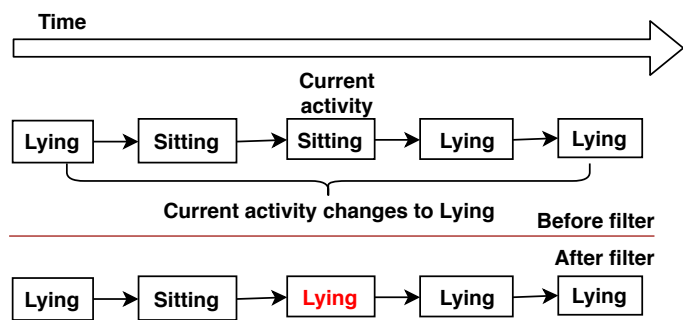 Time
Current
activity
Lying Sitting Sitting Lying Lying
Current activity changes to Lying
Before filter
After filter
Lying Sitting Lying Lying Lying